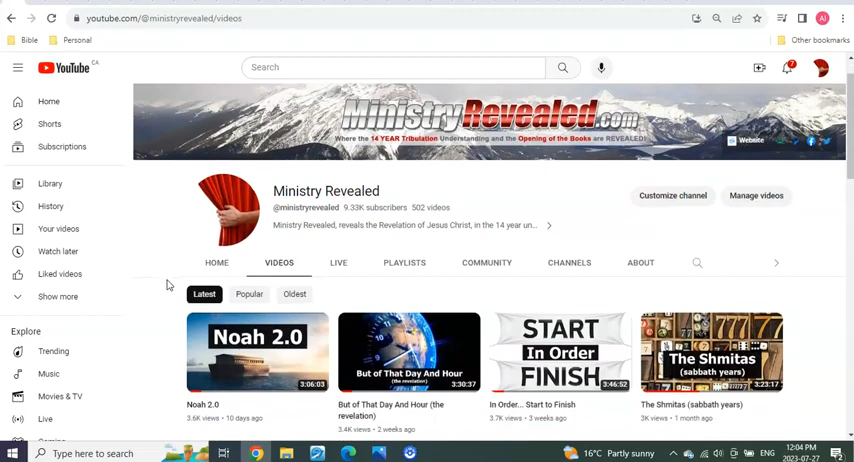 youtube.com/@ministryrevealed/videos
AI
Bible
Personal
Other bookmarks
YouTube CA
Search
7
MinistryRevealed.com
Where the 14 YEAR Tribulation Understanding and the Opening of the Books are REVEALED!
Website
Home
Shorts
Subscriptions
Library
History
Your videos
Watch later
Liked videos
Show more
Explore
Trending
Music
Movies & TV
Live
Ministry Revealed
@ministryrevealed 9.33K subscribers 502 videos
Ministry Revealed, reveals the Revelation of Jesus Christ, in the 14 year un...
Customize channel
Manage videos
HOME VIDEOS LIVE PLAYLISTS COMMUNITY CHANNELS ABOUT
Latest Popular Oldest
Noah 2.0
3:06:03
Noah 2.0
3.6K views • 10 days ago
But of That Day And Hour
(the revelation)
3:30:37
But of That Day And Hour (the
revelation)
3.4K views • 2 weeks ago
START
In Order
FINISH
3:46:52
In Order... Start to Finish
3.7K views • 3 weeks ago
The Shmitas
(sabbath years)
3:23:17
The Shmitas (sabbath years)
3K views • 1 month ago
Type here to search
16°C Partly sunny
ENG
12:04 PM
2023-07-27
2